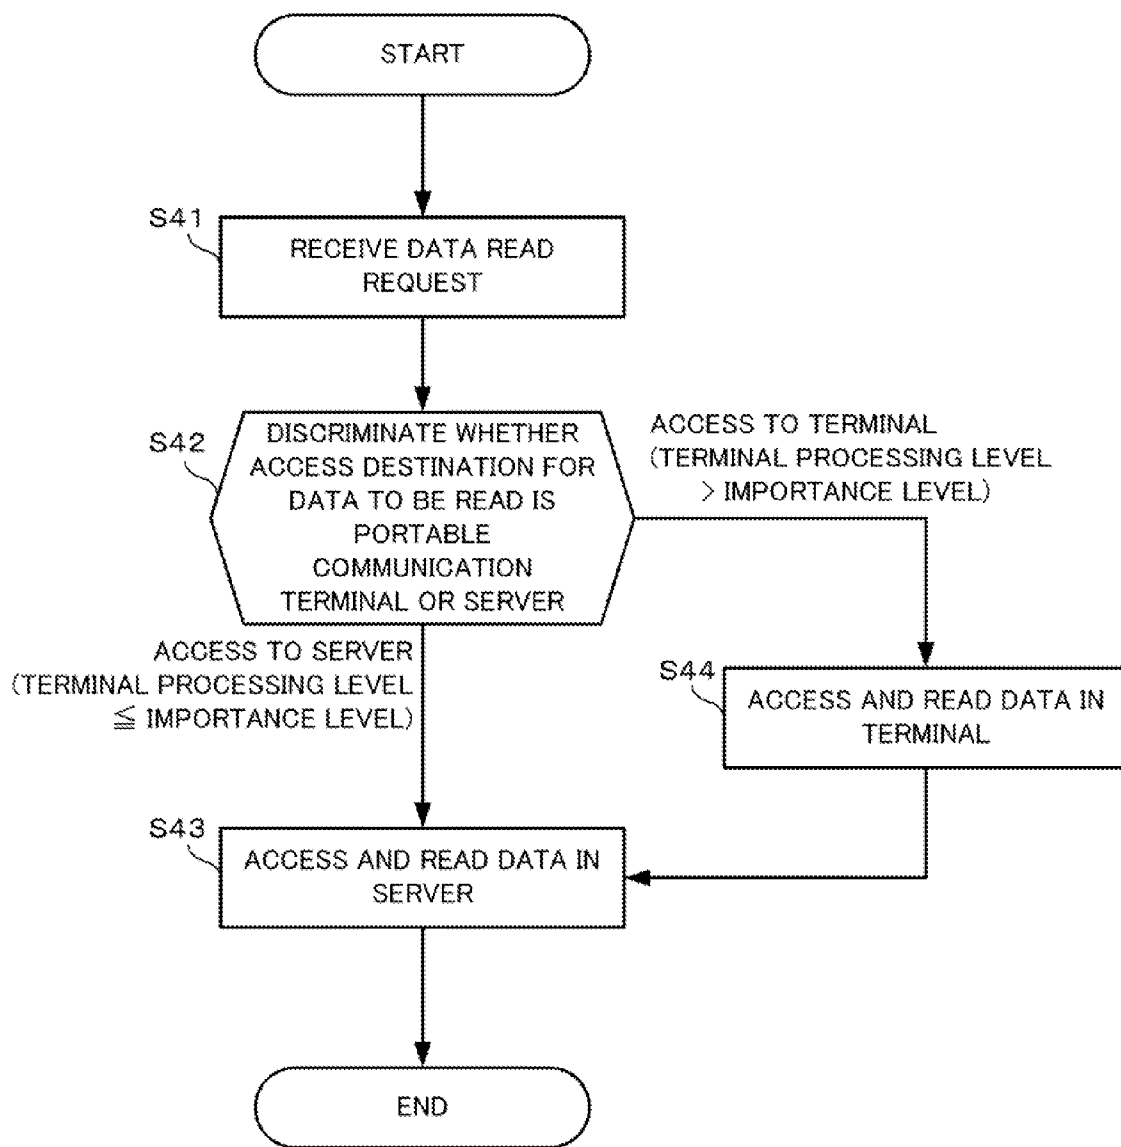 START
S41
RECEIVE DATA READ
REQUEST
S42
DISCRIMINATE WHETHER
ACCESS DESTINATION FOR
DATA TO BE READ IS
PORTABLE
COMMUNICATION
TERMINAL OR SERVER
ACCESS TO TERMINAL
(TERMINAL PROCESSING LEVEL
> IMPORTANCE LEVEL)
ACCESS TO SERVER
(TERMINAL PROCESSING LEVEL
≦ IMPORTANCE LEVEL)
S44
ACCESS AND READ DATA IN
TERMINAL
S43
ACCESS AND READ DATA IN
SERVER
END